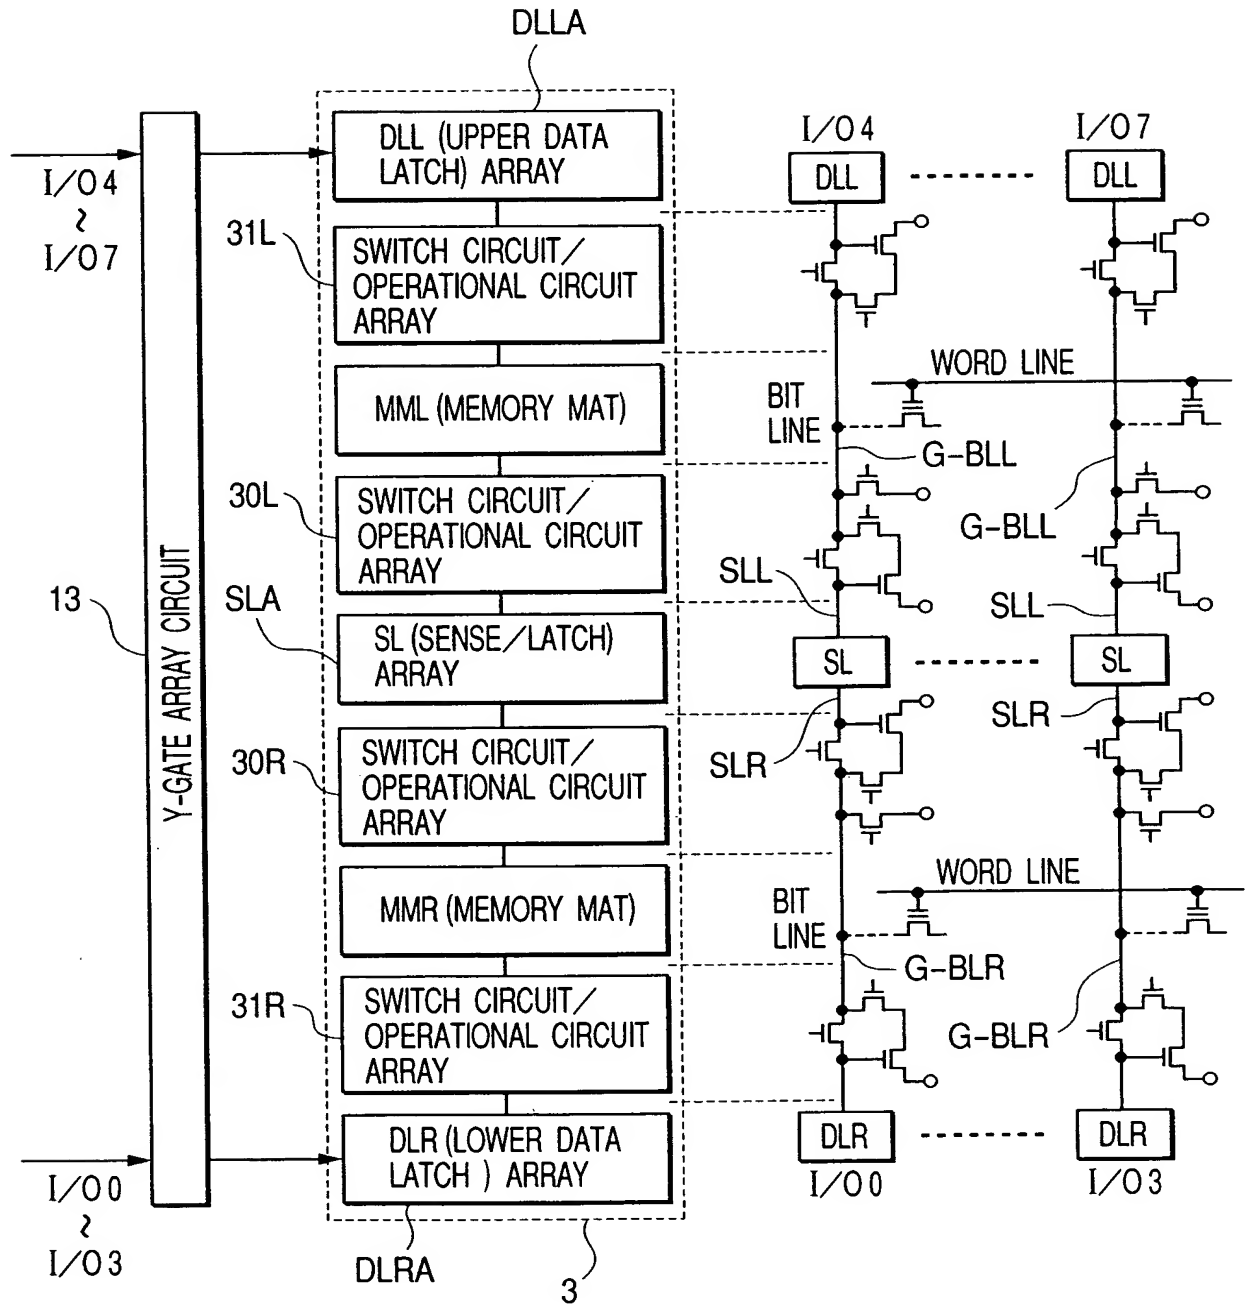 DLLA
I/O4
~
I/O7
13
Y-GATE ARRAY CIRCUIT
I/O0
~
I/O3
DLL (UPPER DATA
LATCH) ARRAY
31L
SWITCH CIRCUIT/
OPERATIONAL CIRCUIT
ARRAY
MML (MEMORY MAT)
30L
SWITCH CIRCUIT/
OPERATIONAL CIRCUIT
ARRAY
SLA
SL (SENSE/LATCH)
ARRAY
30R
SWITCH CIRCUIT/
OPERATIONAL CIRCUIT
ARRAY
MMR (MEMORY MAT)
31R
SWITCH CIRCUIT/
OPERATIONAL CIRCUIT
ARRAY
DLR (LOWER DATA
LATCH ) ARRAY
DLRA
3
I/O4
I/O7
DLL
DLL
WORD LINE
BIT
LINE
G-BLL
G-BLL
SLL
SLL
SL
SL
SLR
SLR
WORD LINE
BIT
LINE
G-BLR
G-BLR
DLR
DLR
I/O0
I/O3